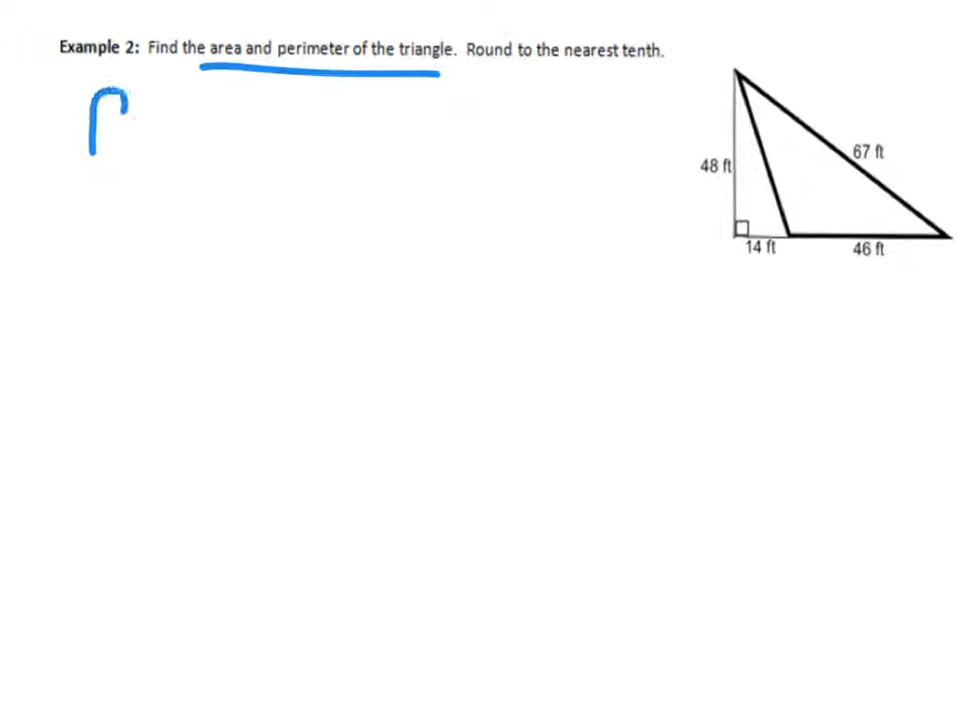 Example 2: Find the area and perimeter of the triangle. Round to the nearest tenth.
67 ft
48 ft
14 ft
46 ft